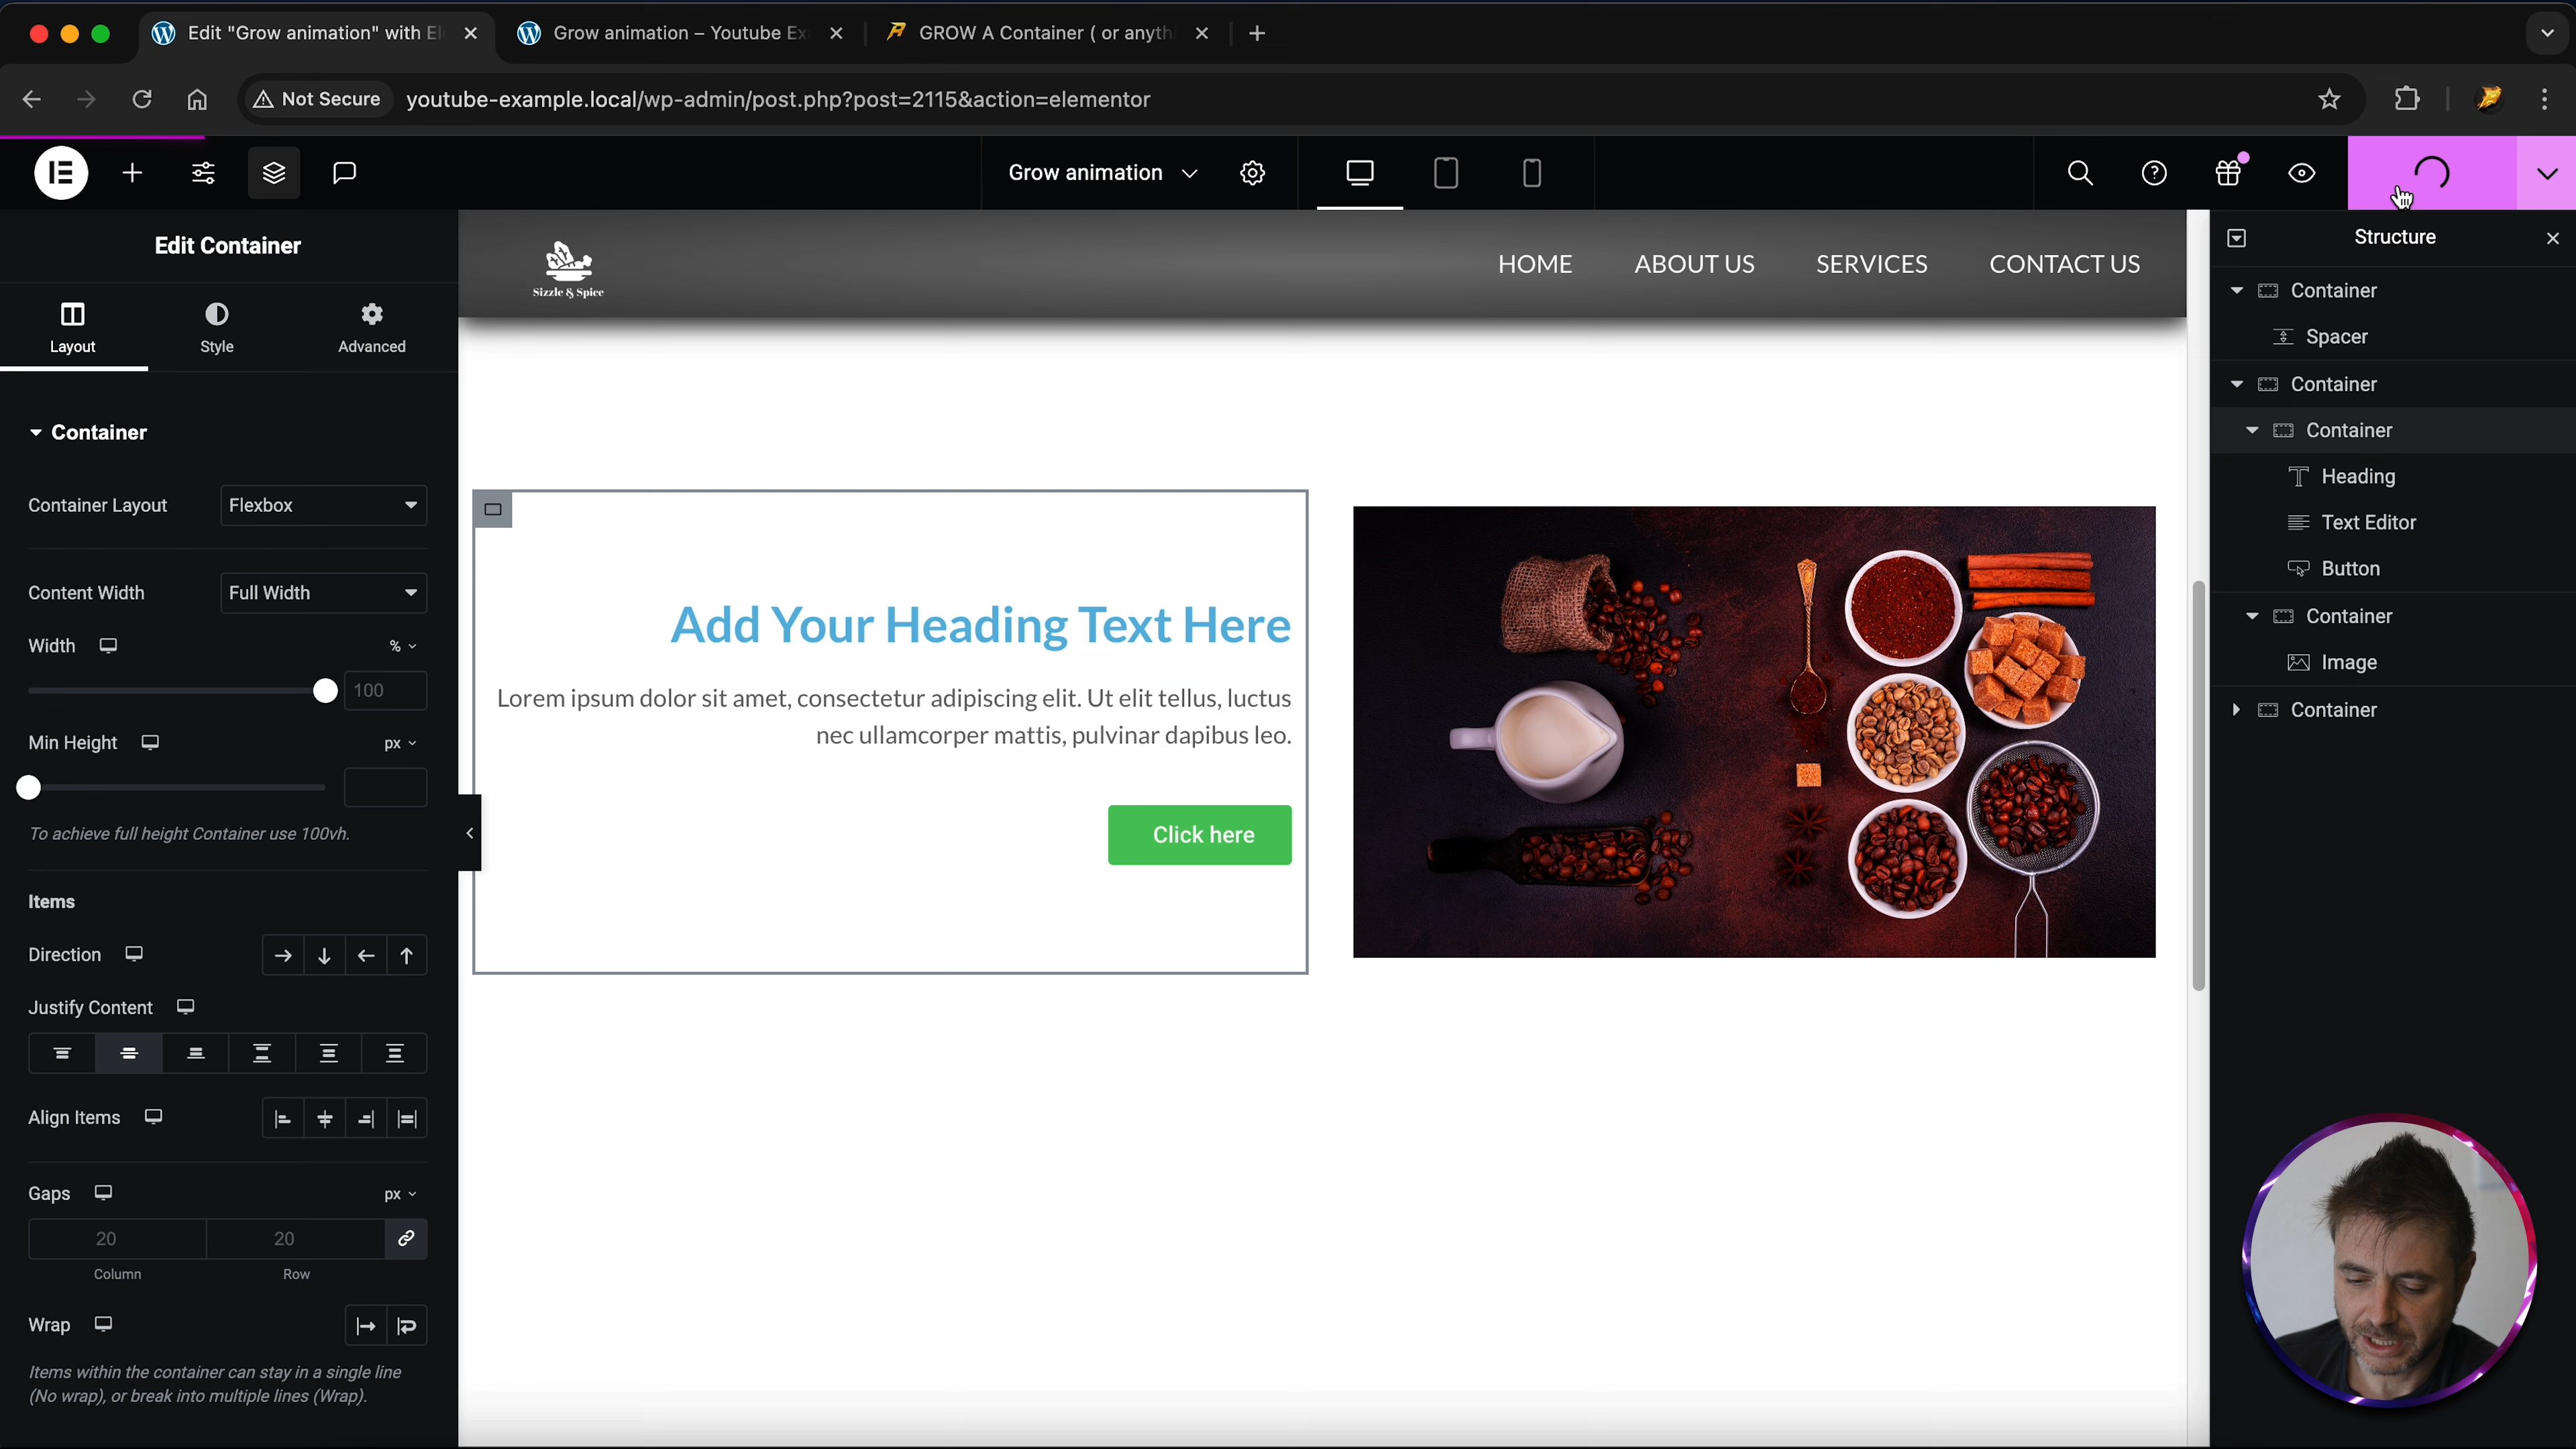 Edit "Grow animation" with El
Grow animation – Youtube Ex
GROW A Container ( or anyth
Not Secure
youtube-example.local/wp-admin/post.php?post=2115&action=elementor
Grow animation
Edit Container
Layout
Style
Advanced
Container
Container Layout
Flexbox
Content Width
Full Width
Width
%
100
Min Height
px
To achieve full height Container use 100vh.
Items
Direction
Justify Content
Align Items
Gaps
px
20
20
Column
Row
Wrap
Items within the container can stay in a single line
(No wrap), or break into multiple lines (Wrap).
Sizzle & Spice
HOME
ABOUT US
SERVICES
CONTACT US
Add Your Heading Text Here
Lorem ipsum dolor sit amet, consectetur adipiscing elit. Ut elit tellus, luctus
nec ullamcorper mattis, pulvinar dapibus leo.
Click here
Structure
Container
Spacer
Container
Container
Heading
Text Editor
Button
Container
Image
Container